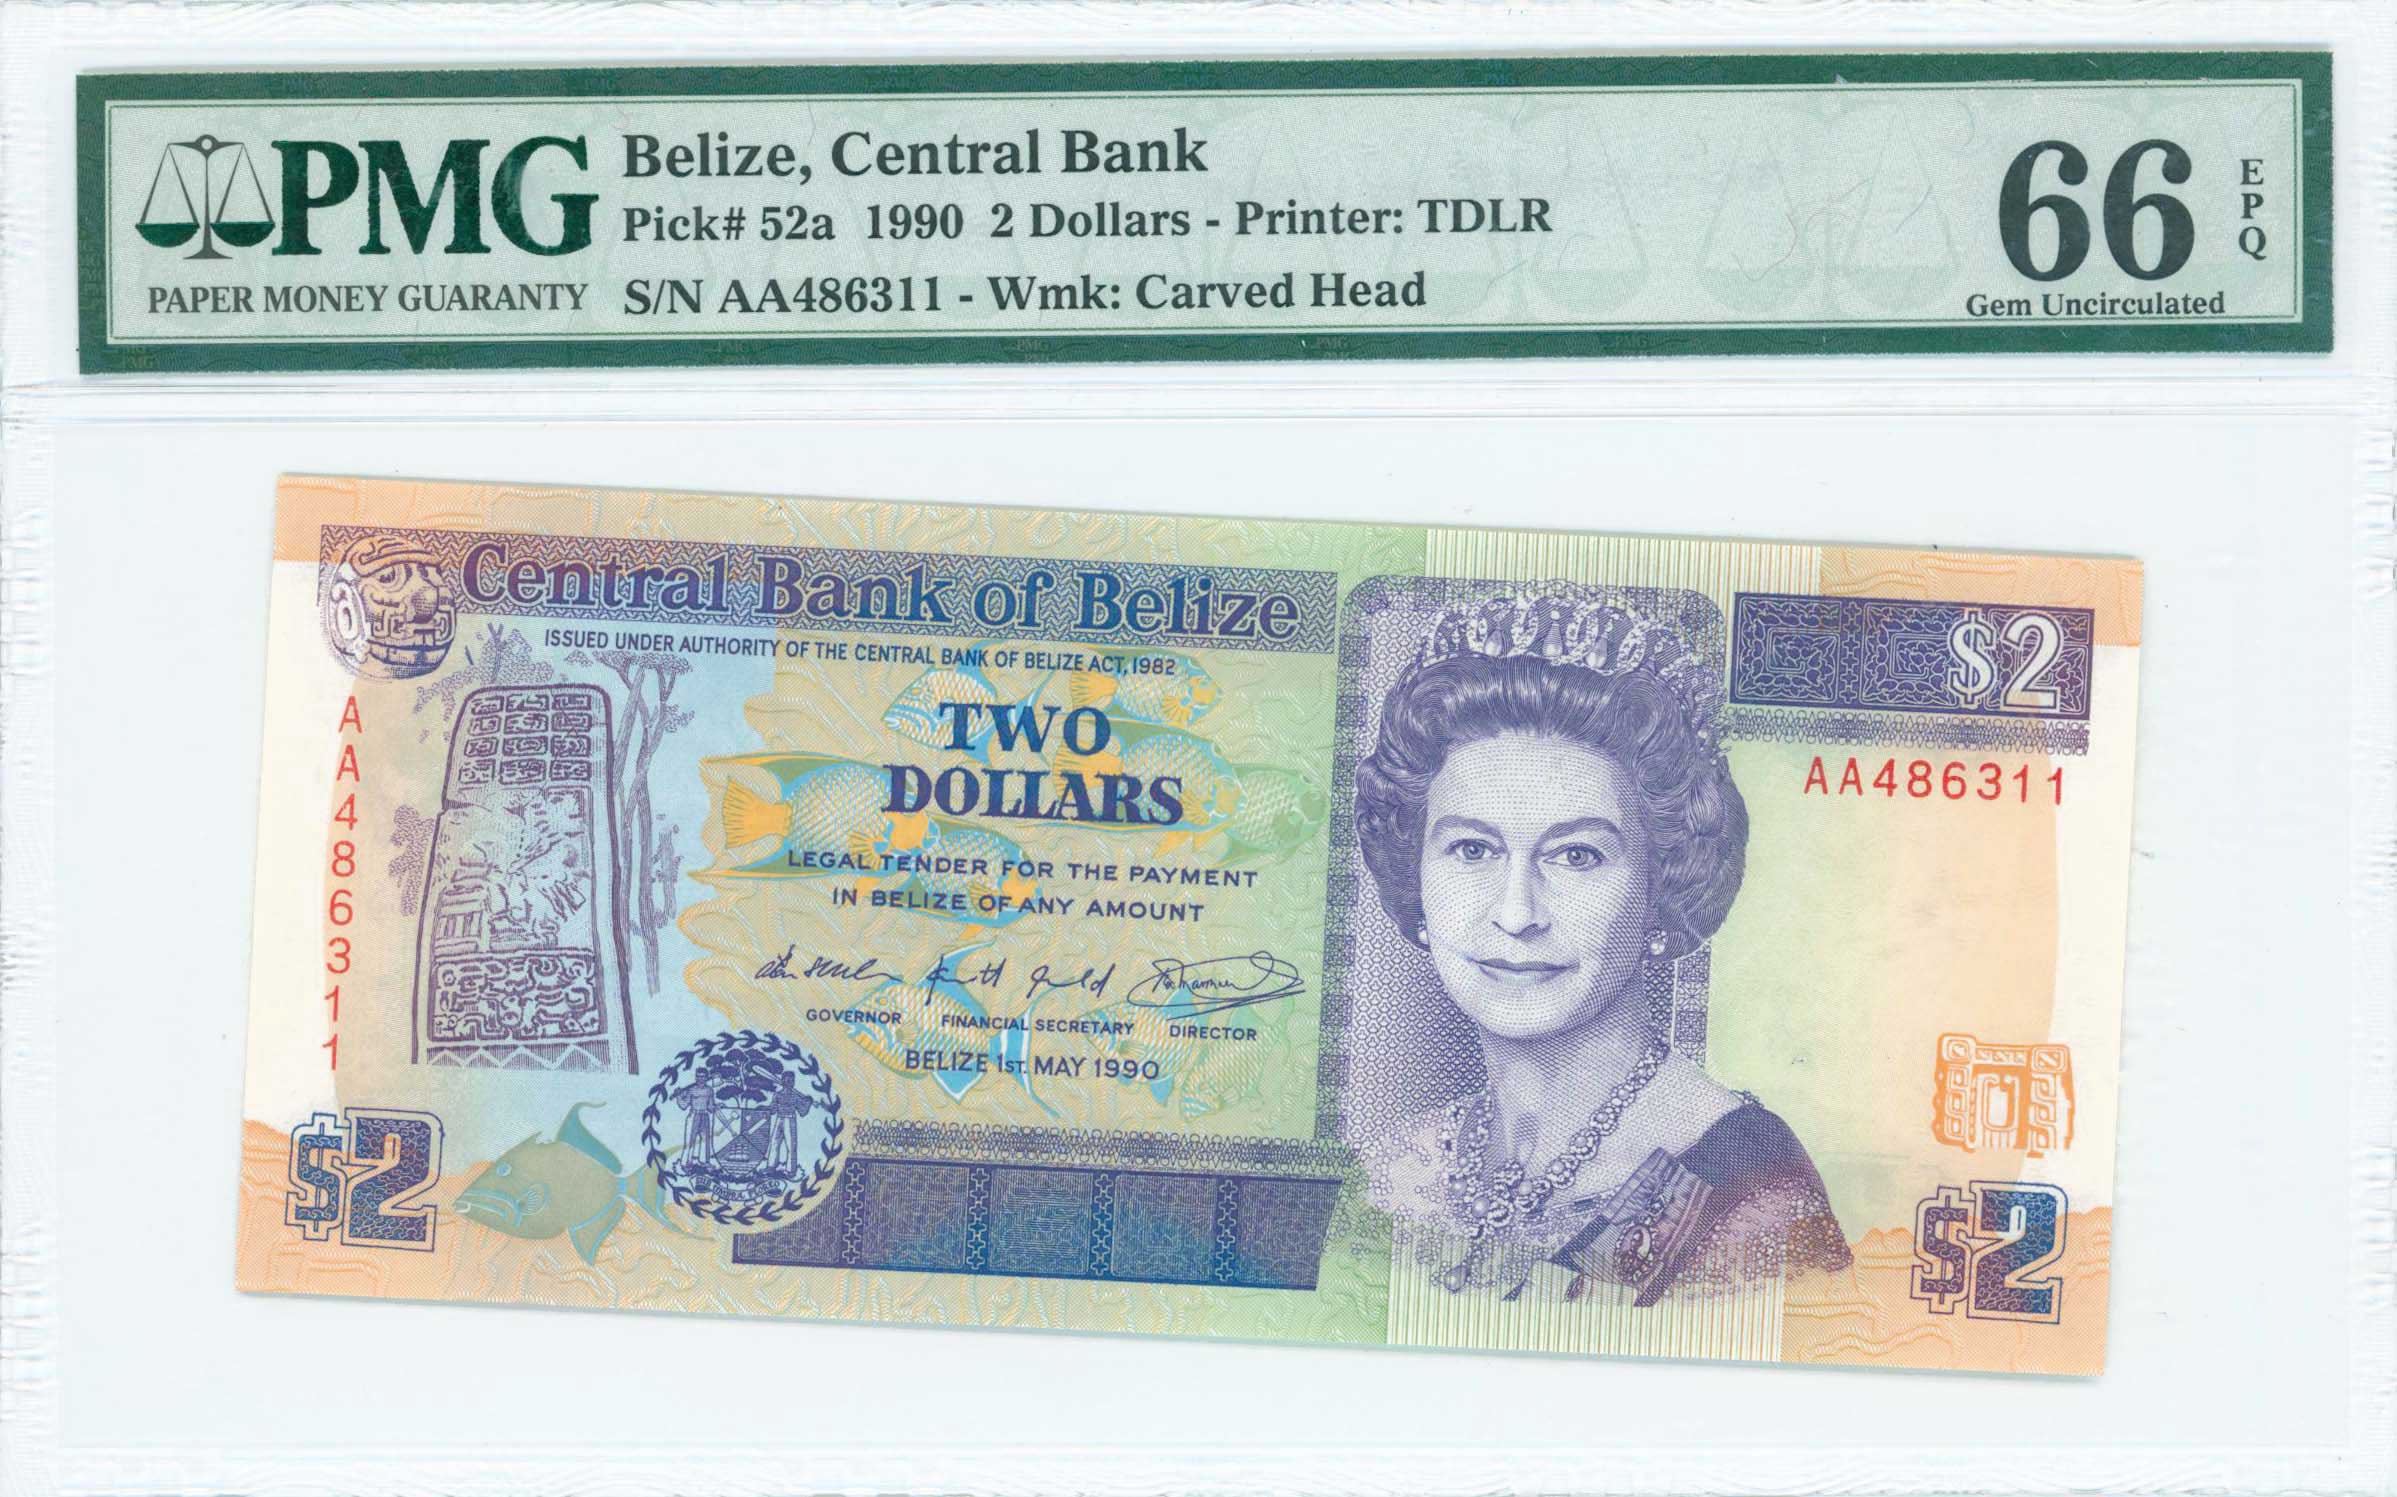 PMG
PAPER MONEY GUARANTY
Belize, Central Bank
Pick# 52a 1990 2 Dollars - Printer: TDLR
S/N AA486311 - Wmk: Carved Head
66
EPQ
Gem Uncirculated
Central Bank of Belize
ISSUED UNDER AUTHORITY OF THE CENTRAL BANK OF BELIZE ACT, 1982
$2
AA486311
AA486311
TWO
DOLLARS
LEGAL TENDER FOR THE PAYMENT
IN BELIZE OF ANY AMOUNT
GOVERNOR FINANCIAL SECRETARY DIRECTOR
BELIZE 1ST. MAY 1990
$2
$2